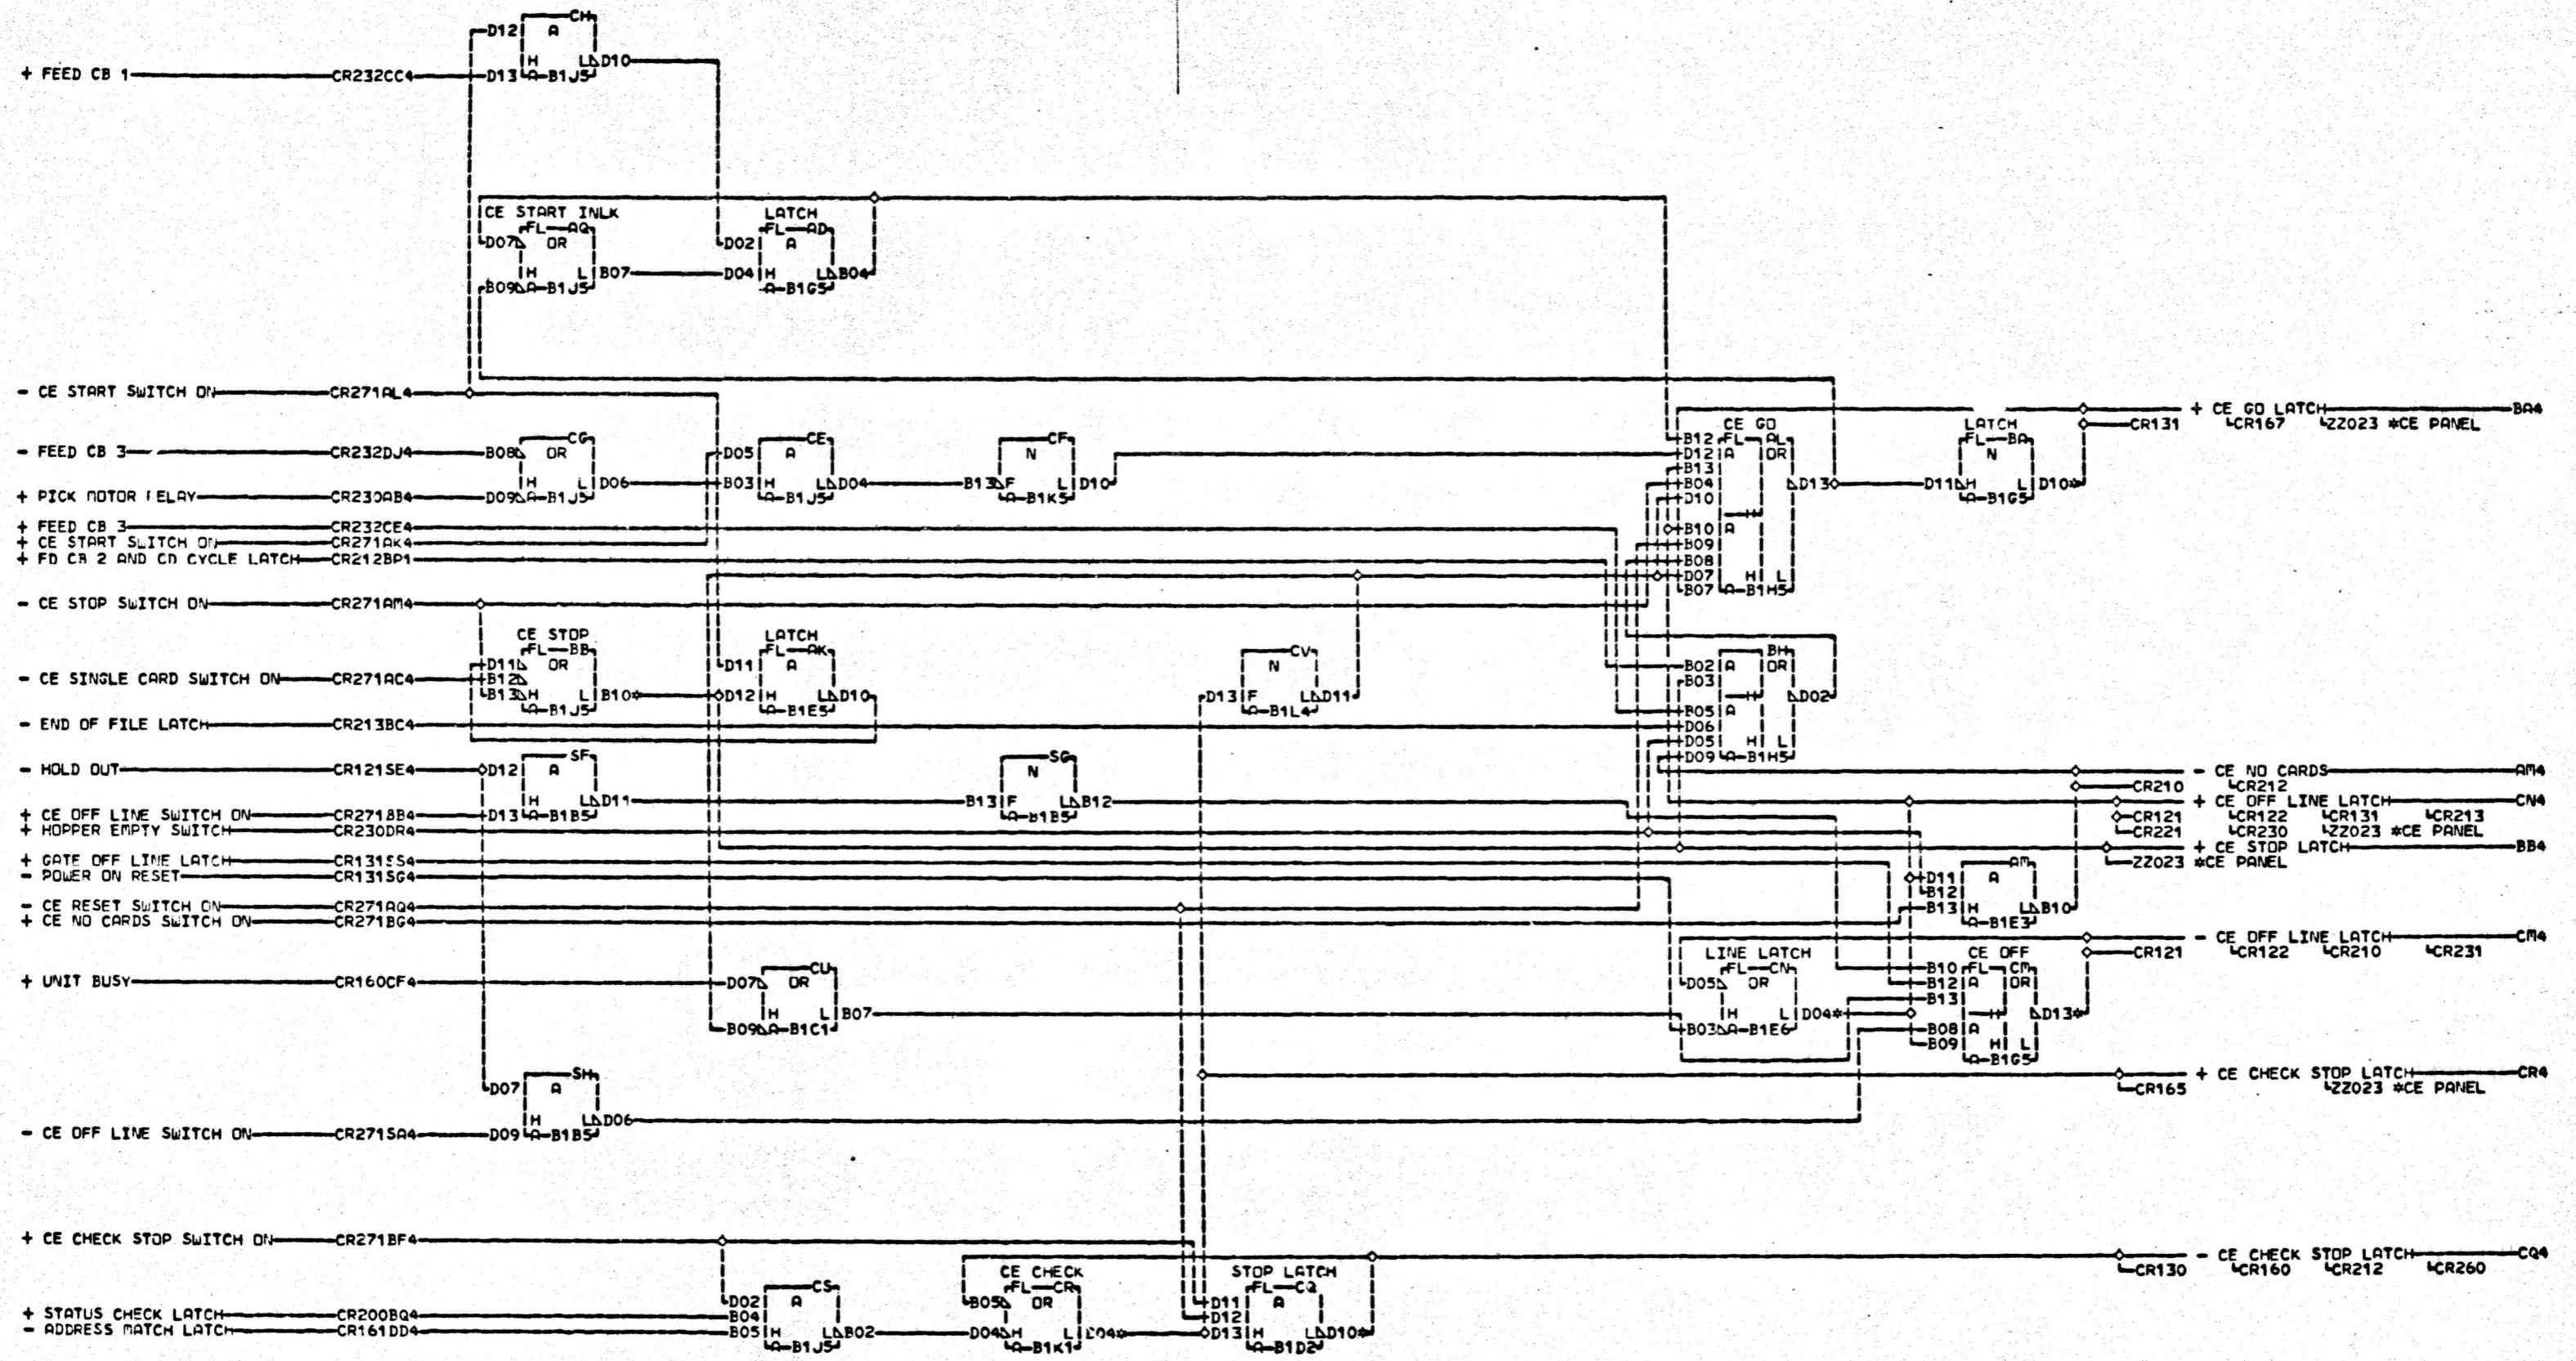 CH
D12 A
H L D10
+ FEED CB 1 CR232CC4 D13 A-B1J5
CE START INLK LATCH
FL AQ FL AD
D07 OR D02 A
H L B07 D04 H L B04
B09 A-B1J5 A-B1G5
- CE START SWITCH ON CR271AL4
+ CE GO LATCH BA4
CE GO LATCH CR131 CR167 ZZ023 *CE PANEL
CG CE CF B12 FL AL OR FL BA
- FEED CB 3 CR232DJ4 B08 OR D05 A N D12 A N
B13
H L D06 B03 H L D04 B13 F L D10 B04 D13 D11 H L D10*
+ PICK MOTOR RELAY CR230AB4 D09 A-B1J5 A-B1J5 A-B1K5 D10 A-B1G5
+ FEED CB 3 CR232CE4 B10 A
+ CE START SWITCH ON CR271AK4 B09
+ FD CB 2 AND CD CYCLE LATCH CR212BP1 B08
D07 H L
B07 A-B1H5
- CE STOP SWITCH ON CR271AM4
CE STOP LATCH
FL BB FL AK CV BH
D11 OR D11 A N B02 A OR
- CE SINGLE CARD SWITCH ON CR271AC4 B12 B03
B13 H L B10* D12 H L D10 D13 F L D11 H D02
A-B1J5 A-B1E5 A-B1L4 B05 A
- END OF FILE LATCH CR213BC4 D06
D05 H L
SF SG D09 A-B1H5
- HOLD OUT CR121SE4 D12 A N - CE NO CARDS AM4
CR210 CR212
H L D11 B13 F L B12 + CE OFF LINE LATCH CN4
+ CE OFF LINE SWITCH ON CR271BB4 D13 A-B1B5 A-B1B5 CR121 CR122 CR131 CR213
+ HOPPER EMPTY SWITCH CR230DR4 CR221 CR230 ZZ023 *CE PANEL
+ CE STOP LATCH BB4
+ GATE OFF LINE LATCH CR131SS4 AM ZZ023 *CE PANEL
- POWER ON RESET CR131SG4 D11 A
B12
- CE RESET SWITCH ON CR271AQ4 B13 H L B10
+ CE NO CARDS SWITCH ON CR271BG4 A-B1E3
- CE OFF LINE LATCH CM4
LINE LATCH CE OFF CR121 CR122 CR210 CR231
CU FL CN B10 FL CM
+ UNIT BUSY CR160CF4 D07 OR D05 OR B12 A OR
B13
H L B07 H L D04* H D13*
B09 A-B1C1 B03 A-B1E6 B08 A
B09 H L
A-B1G5
SH + CE CHECK STOP LATCH CR4
D07 A CR165 ZZ023 *CE PANEL
H L D06
- CE OFF LINE SWITCH ON CR271SA4 D09 A-B1B5
+ CE CHECK STOP SWITCH ON CR271BF4
- CE CHECK STOP LATCH CQ4
CE CHECK STOP LATCH CR130 CR160 CR212 CR260
CS FL CR FL CQ
D02 A B05 OR D11 A
+ STATUS CHECK LATCH CR200BQ4 B04 D12
- ADDRESS MATCH LATCH CR161DD4 B05 H L B02 D04 H L D04* D13 H L D10*
A-B1J5 A-B1K1 A-B1D2